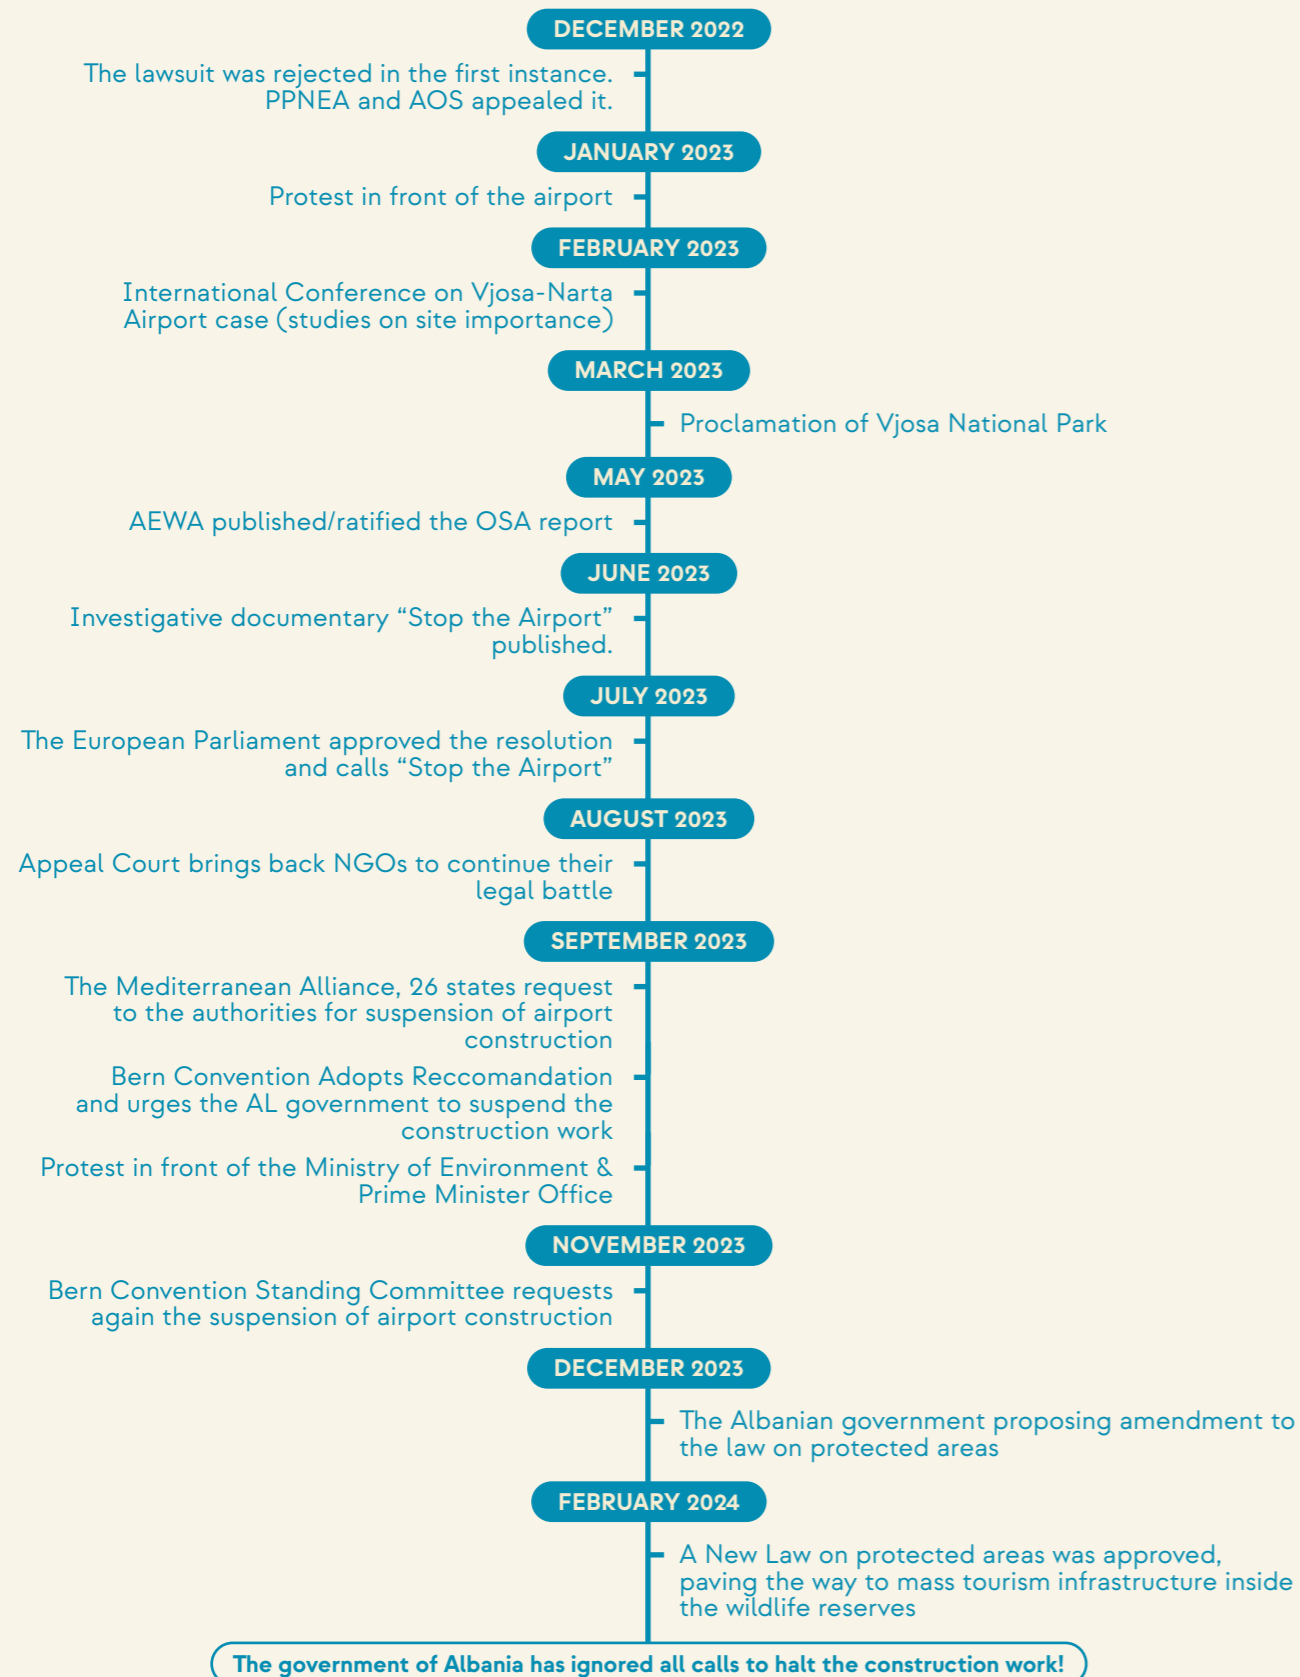 DECEMBER 2022
The lawsuit was rejected in the first instance.
PPNEA and AOS appealed it.
JANUARY 2023
Protest in front of the airport
FEBRUARY 2023
International Conference on Vjosa-Narta
Airport case (studies on site importance)
MARCH 2023
Proclamation of Vjosa National Park
MAY 2023
AEWA published/ratified the OSA report
JUNE 2023
Investigative documentary “Stop the Airport”
published.
JULY 2023
The European Parliament approved the resolution
and calls “Stop the Airport”
AUGUST 2023
Appeal Court brings back NGOs to continue their
legal battle
SEPTEMBER 2023
The Mediterranean Alliance, 26 states request
to the authorities for suspension of airport
construction
Bern Convention Adopts Reccomandation
and urges the AL government to suspend the
construction work
Protest in front of the Ministry of Environment &
Prime Minister Office
NOVEMBER 2023
Bern Convention Standing Committee requests
again the suspension of airport construction
DECEMBER 2023
The Albanian government proposing amendment to
the law on protected areas
FEBRUARY 2024
A New Law on protected areas was approved,
paving the way to mass tourism infrastructure inside
the wildlife reserves
The government of Albania has ignored all calls to halt the construction work!